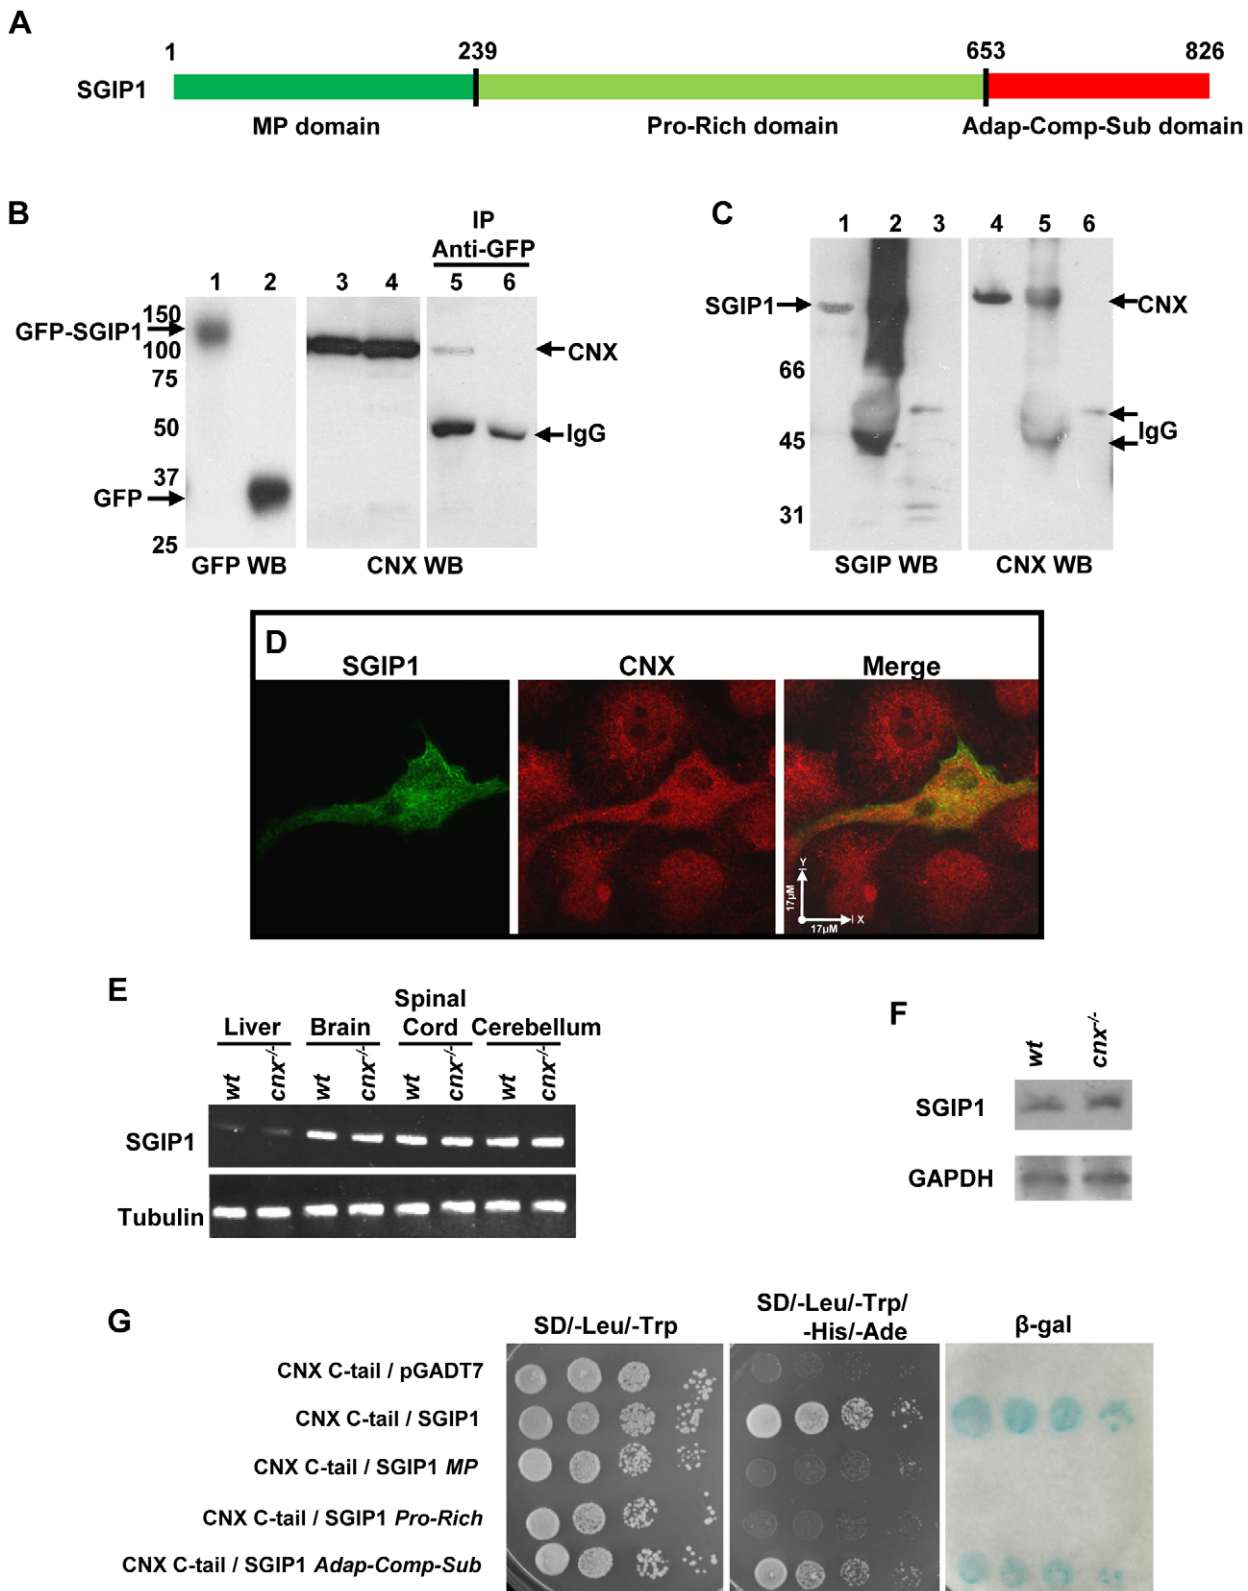 A
1 239 653 826
SGIP1
MP domain Pro-Rich domain Adap-Comp-Sub domain
B
IP
Anti-GFP
1 2 3 4 5 6
150
GFP-SGIP1
100
75
50
37
GFP
25
CNX
IgG
GFP WB CNX WB
C
1 2 3 4 5 6
SGIP1
66
45
31
CNX
IgG
SGIP WB CNX WB
D
SGIP1 CNX Merge
Y
17µM
X
17µM
E
Liver Brain Spinal Cord Cerebellum
wt cnx-/- wt cnx-/- wt cnx-/- wt cnx-/-
SGIP1
Tubulin
F
wt cnx-/-
SGIP1
GAPDH
G
SD/-Leu/-Trp
SD/-Leu/-Trp/
-His/-Ade
β-gal
CNX C-tail / pGADT7
CNX C-tail / SGIP1
CNX C-tail / SGIP1 MP
CNX C-tail / SGIP1 Pro-Rich
CNX C-tail / SGIP1 Adap-Comp-Sub